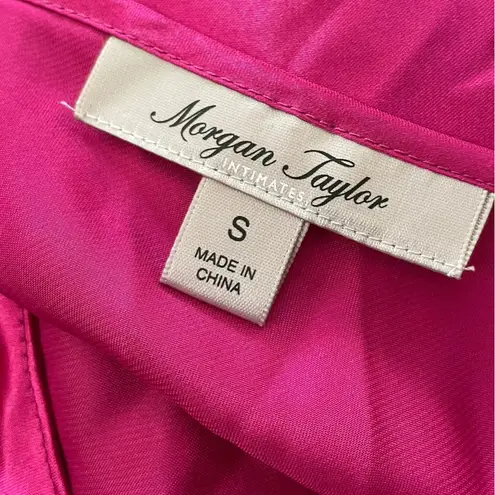 Morgan Taylor
INTIMATES
S
MADE IN
CHINA